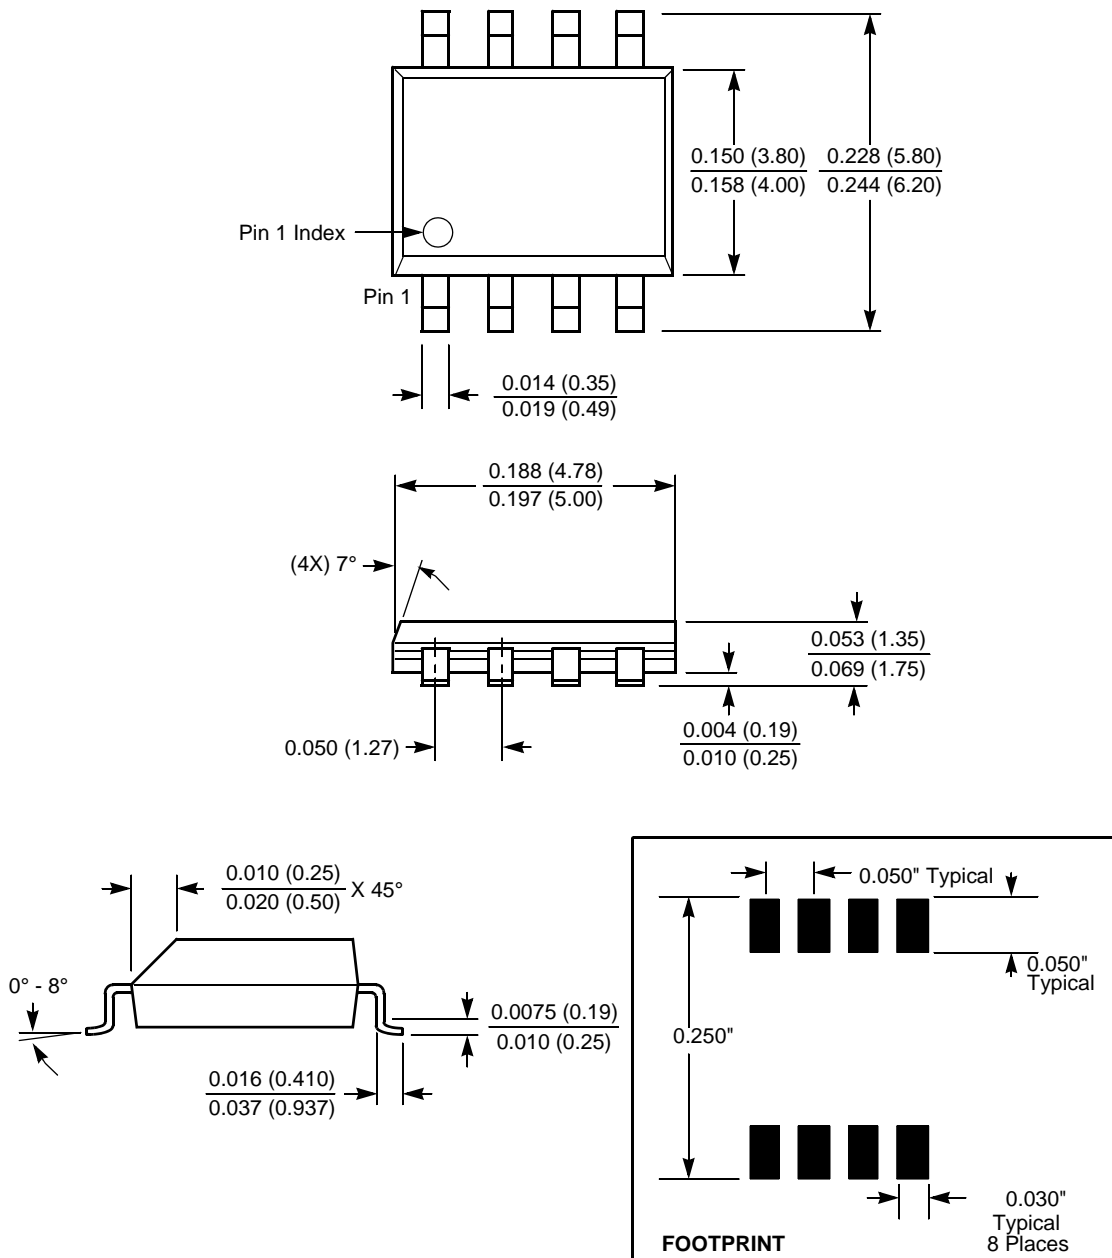 0.150 (3.80)
0.158 (4.00)
0.228 (5.80)
0.244 (6.20)
Pin 1 Index
Pin 1
0.014 (0.35)
0.019 (0.49)
0.188 (4.78)
0.197 (5.00)
(4X) 7°
0.053 (1.35)
0.069 (1.75)
0.050 (1.27)
0.004 (0.19)
0.010 (0.25)
0.010 (0.25)
0.020 (0.50)
X 45°
0° - 8°
0.0075 (0.19)
0.010 (0.25)
0.016 (0.410)
0.037 (0.937)
0.050" Typical
0.050"
Typical
0.250"
0.030"
Typical
8 Places
FOOTPRINT